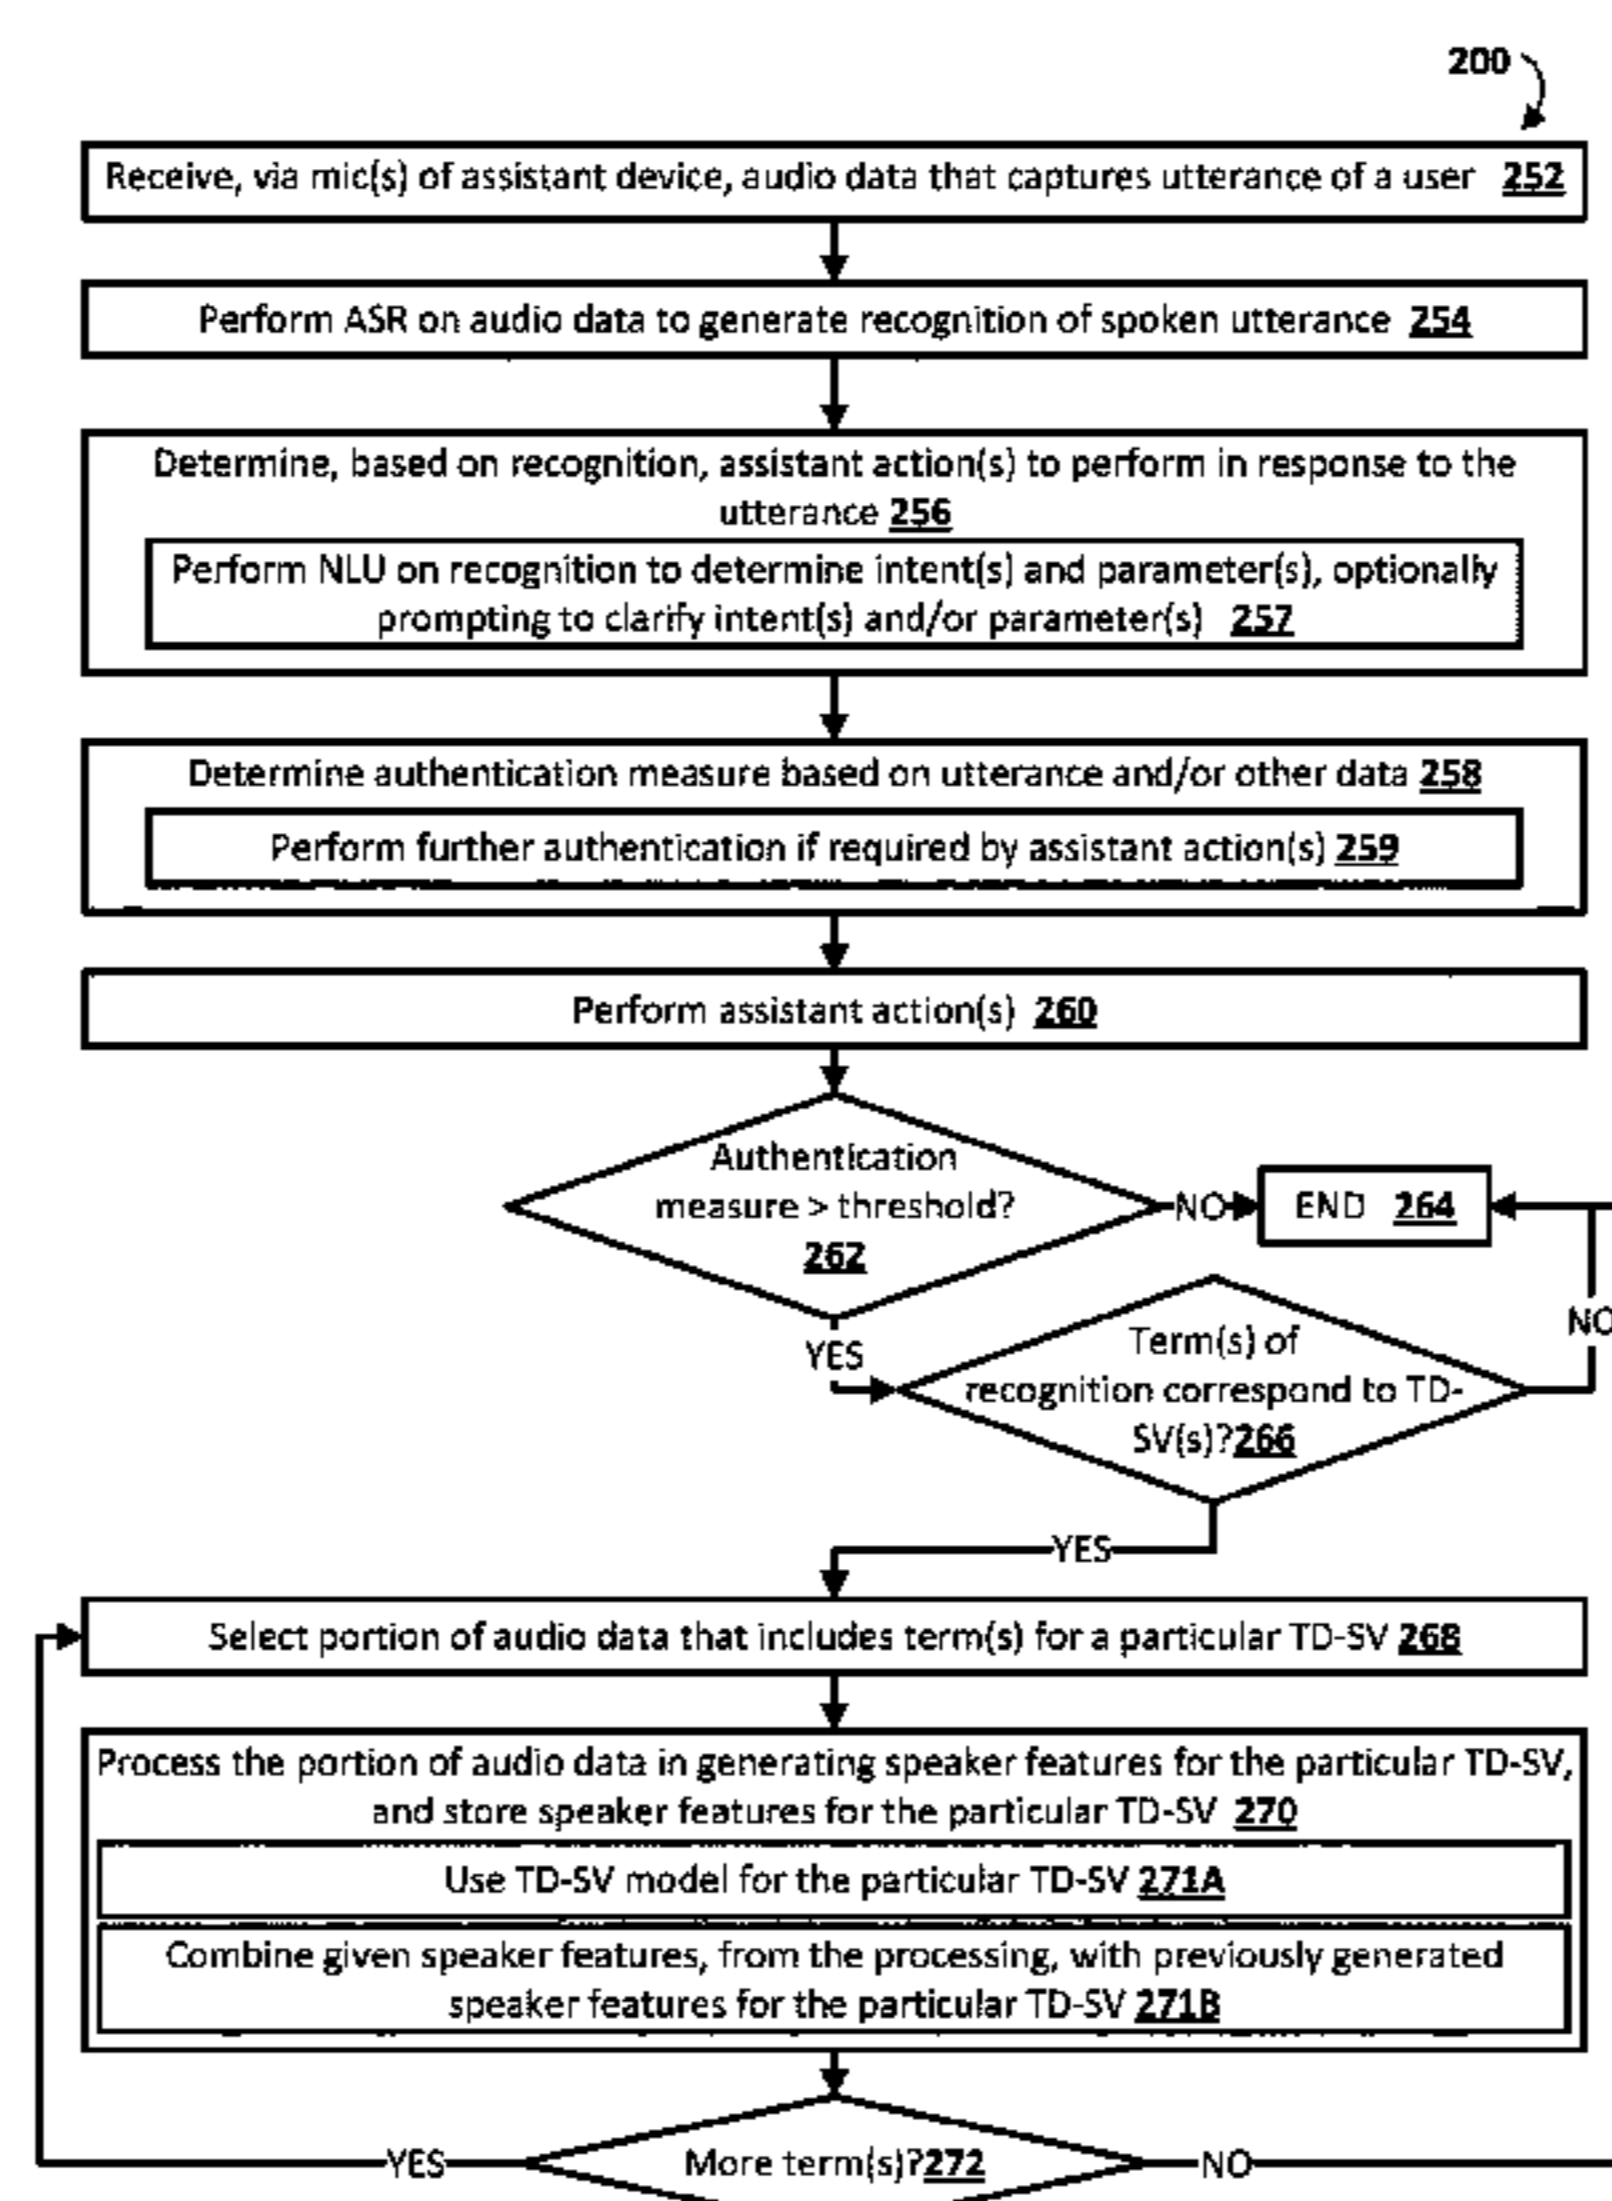 200
Receive, via mic(s) of assistant device, audio data that captures utterance of a user 252
Perform ASR on audio data to generate recognition of spoken utterance 254
Determine, based on recognition, assistant action(s) to perform in response to the
utterance 256
Perform NLU on recognition to determine intent(s) and parameter(s), optionally
prompting to clarify intent(s) and/or parameter(s) 257
Determine authentication measure based on utterance and/or other data 258
Perform further authentication if required by assistant action(s) 259
Perform assistant action(s) 260
Authentication
measure > threshold?
262
NO
END 264
YES
NO
Term(s) of
recognition correspond to TD-
SV(s)?266
YES
Select portion of audio data that includes term(s) for a particular TD-SV 268
Process the portion of audio data in generating speaker features for the particular TD-SV,
and store speaker features for the particular TD-SV 270
Use TD-SV model for the particular TD-SV 271A
Combine given speaker features, from the processing, with previously generated
speaker features for the particular TD-SV 271B
YES
More term(s)?272
NO